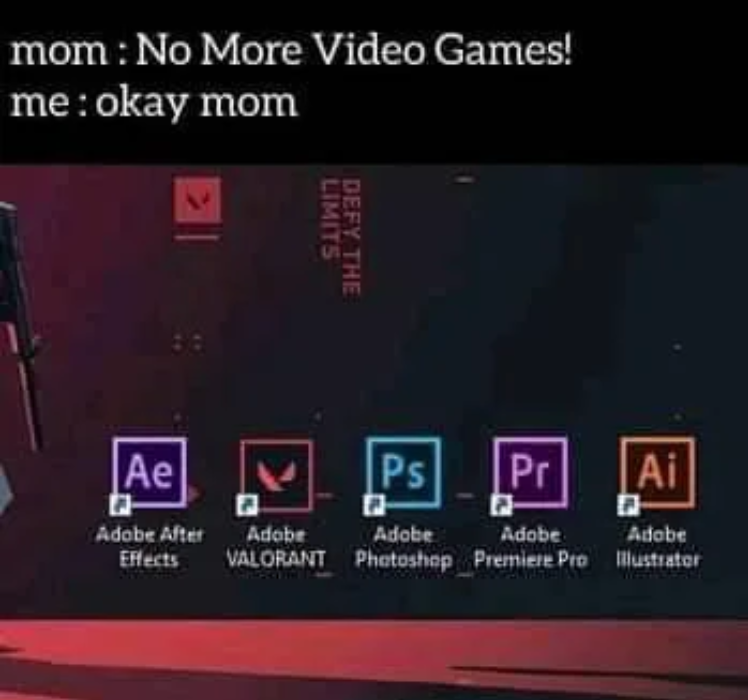 mom : No More Video Games!
me : okay mom
DEFY THE
LIMITS
Ae
Adobe After
Effects
Adobe
VALORANT
Ps
Adobe
Photoshop
Pr
Adobe
Premiere Pro
Ai
Adobe
Illustrator